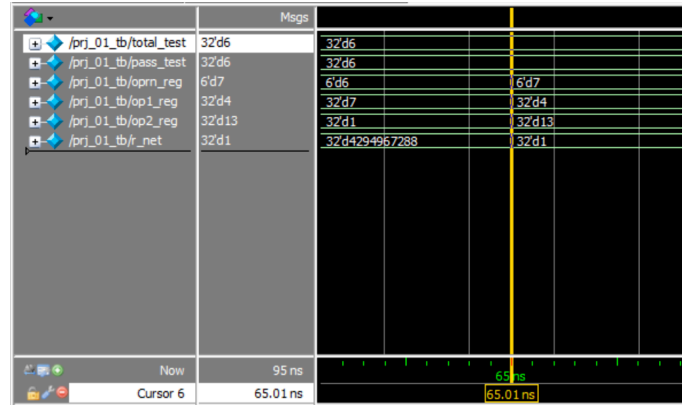 Msgs
/prj_01_tb/total_test 32'd6 32'd6
/prj_01_tb/pass_test 32'd6 32'd6
/prj_01_tb/oprn_reg 6'd7 6'd6 6'd7
/prj_01_tb/op1_reg 32'd4 32'd7 32'd4
/prj_01_tb/op2_reg 32'd13 32'd1 32'd13
/prj_01_tb/r_net 32'd1 32'd4294967288 32'd1
Now 95 ns 65 ns
Cursor 6 65.01 ns 65.01 ns